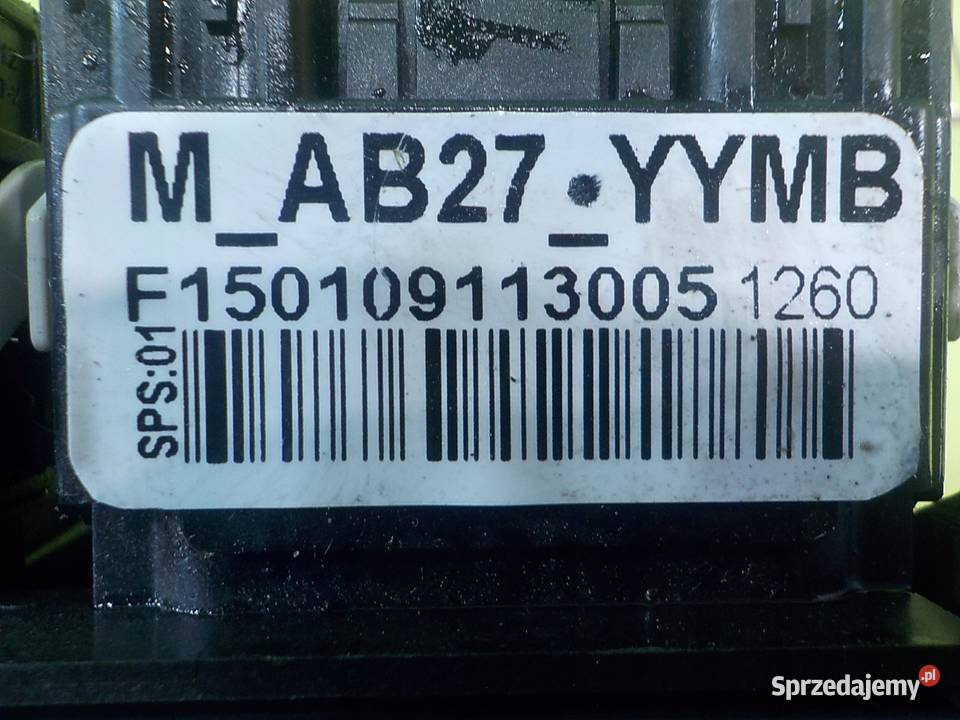 M_AB27_YYMB
F150109113005 1260
SPS:01
Sprzedajemy.pl